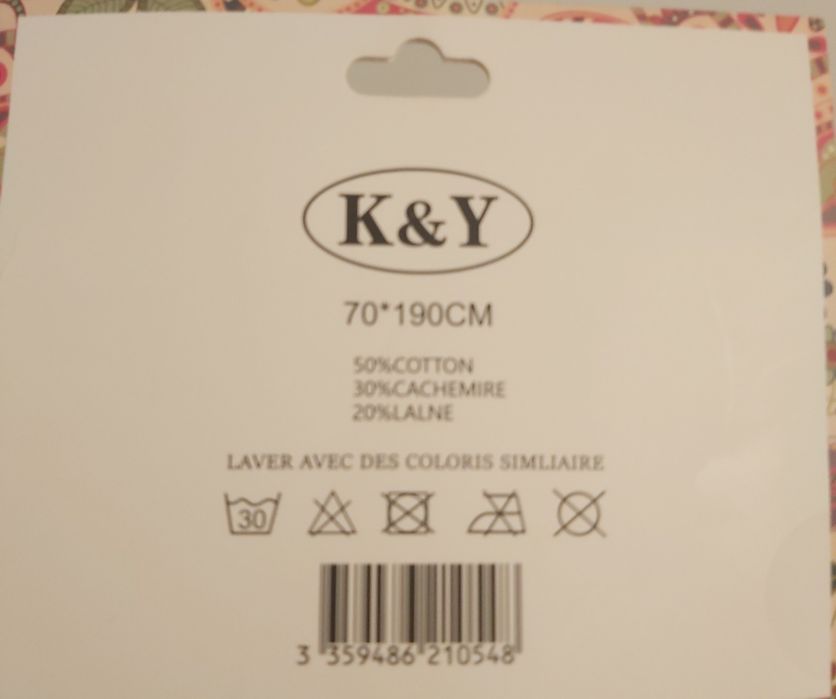 K&Y
70*190CM
50%COTTON
30%CACHEMIRE
20%LALNE
LAVER AVEC DES COLORIS SIMLIAIRE
30
3 359486 210548